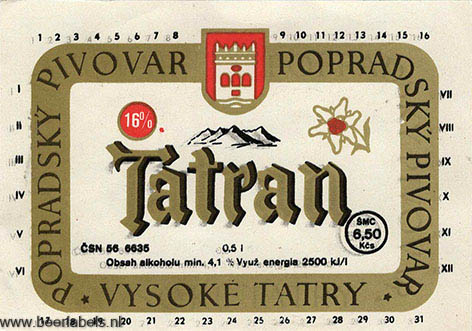 1 2 3 4 5 6 7 8 9 10 11 12 13 14 15 16
POPRADSKÝ PIVOVAR
POPRADSKÝ PIVOVAR
I
II
III
IV
V
VI
VII
VIII
IX
X
XI
XII
16%
Tatran
ŠMC
6,50
Kčs
ČSN 56 6635 0,5 l
Obsah alkoholu min. 4,1 % Využ energia 2500 kJ/l
★ VYSOKÉ TATRY ★
www.beerlabels.nl
20 21 22 23 24 25 26 27 28 29 30 31